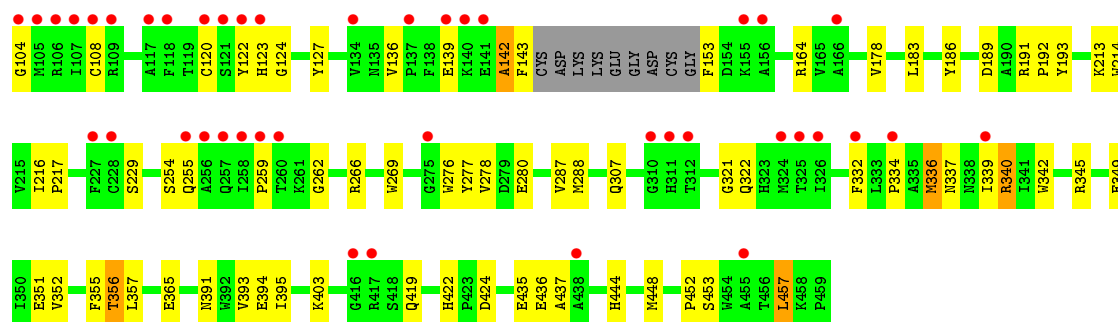 G104 M105 R106 I107 C108 R109 A117 F118 T119 C120 S121 Y122 H123 G124 Y127 V134 N135 V136 P137 F138 E139 K140 E141 A142 F143 CYS ASP LYS LYS GLU GLY ASP CYS GLY F153 D154 K155 A156 R164 V165 A166 V178 L183 Y186 D189 A190 R191 P192 Y193 K213 W214
V215 I216 P217 F227 C228 S229 S254 Q255 A256 Q257 I258 P259 T260 K261 G262 R266 W269 G275 W276 Y277 V278 D279 E280 V287 M288 Q307 G310 H311 T312 G321 Q322 H323 M324 T325 I326 F332 L333 P334 A335 M336 N337 N338 I339 R340 I341 W342 R345 E349
I350 E351 V352 F355 T356 L357 E365 N391 W392 V393 E394 I395 K403 G416 R417 S418 Q419 H422 P423 D424 E435 E436 A437 A438 H444 M448 P452 S453 W454 A455 T456 L457 K458 P459